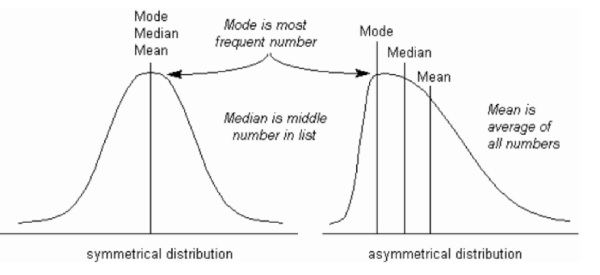 Mode
Median
Mean
Mode is most
frequent number
Median is middle
number in list
Mode
Median
Mean
Mean is
average of
all numbers
symmetrical distribution
asymmetrical distribution